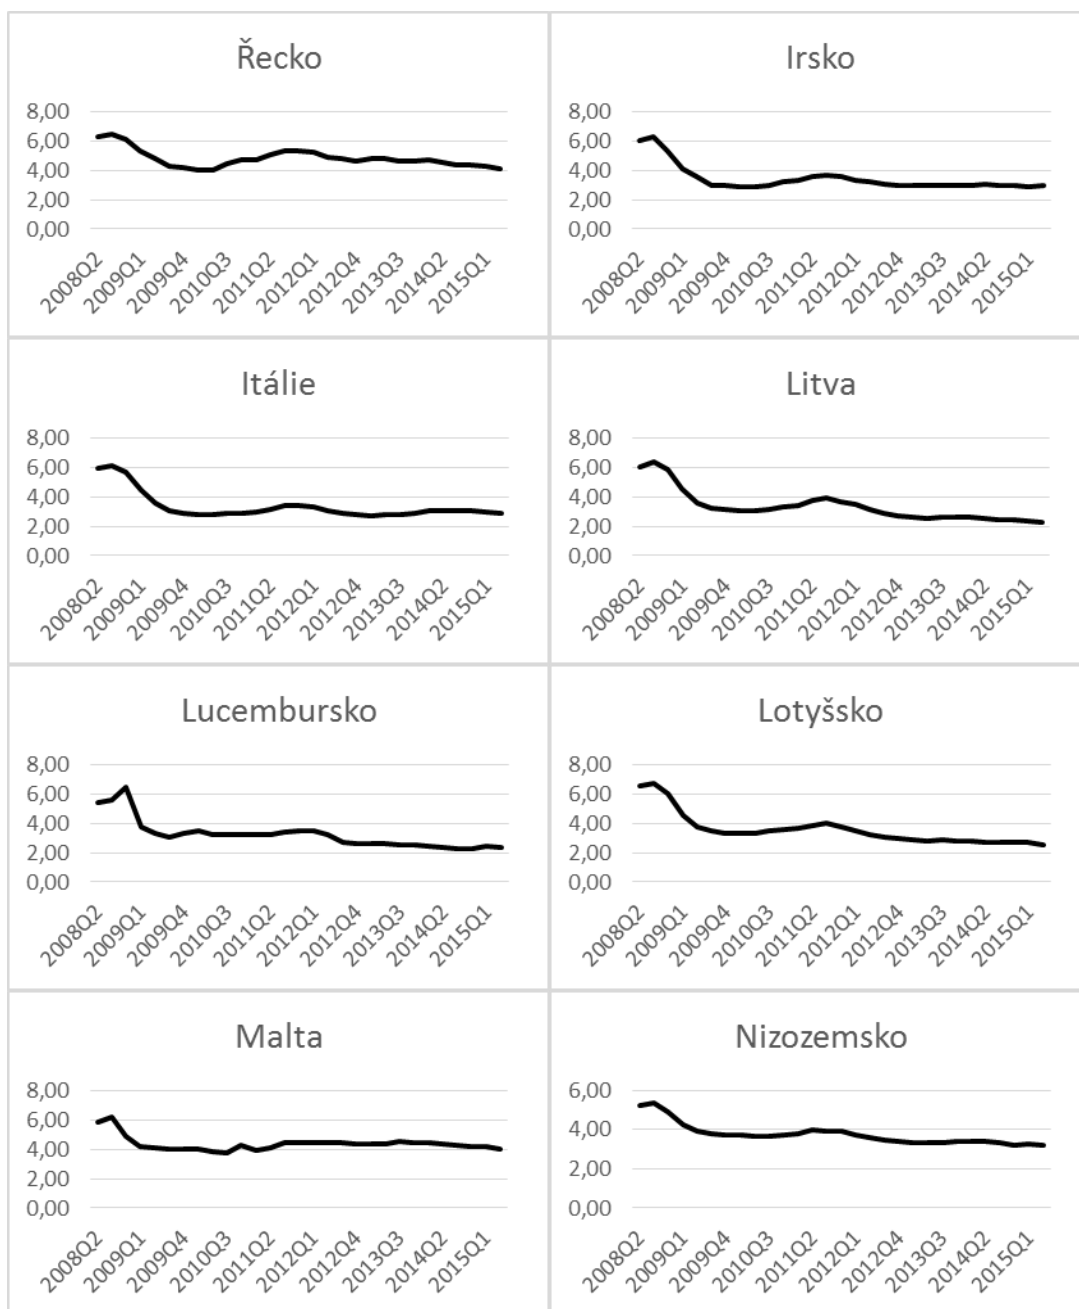 Řecko
8,00
6,00
4,00
2,00
0,00
2008Q2
2009Q1
2009Q4
2010Q3
2011Q2
2012Q1
2012Q4
2013Q3
2014Q2
2015Q1
Irsko
8,00
6,00
4,00
2,00
0,00
2008Q2
2009Q1
2009Q4
2010Q3
2011Q2
2012Q1
2012Q4
2013Q3
2014Q2
2015Q1
Itálie
8,00
6,00
4,00
2,00
0,00
2008Q2
2009Q1
2009Q4
2010Q3
2011Q2
2012Q1
2012Q4
2013Q3
2014Q2
2015Q1
Litva
8,00
6,00
4,00
2,00
0,00
2008Q2
2009Q1
2009Q4
2010Q3
2011Q2
2012Q1
2012Q4
2013Q3
2014Q2
2015Q1
Lucembursko
8,00
6,00
4,00
2,00
0,00
2008Q2
2009Q1
2009Q4
2010Q3
2011Q2
2012Q1
2012Q4
2013Q3
2014Q2
2015Q1
Lotyšsko
8,00
6,00
4,00
2,00
0,00
2008Q2
2009Q1
2009Q4
2010Q3
2011Q2
2012Q1
2012Q4
2013Q3
2014Q2
2015Q1
Malta
8,00
6,00
4,00
2,00
0,00
2008Q2
2009Q1
2009Q4
2010Q3
2011Q2
2012Q1
2012Q4
2013Q3
2014Q2
2015Q1
Nizozemsko
6,00
4,00
2,00
0,00
2008Q2
2009Q1
2009Q4
2010Q3
2011Q2
2012Q1
2012Q4
2013Q3
2014Q2
2015Q1